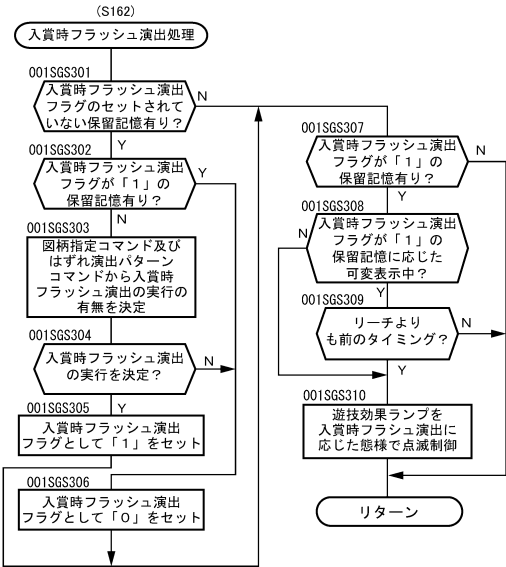 (S162)
入賞時フラッシュ演出処理
001SGS301
入賞時フラッシュ演出
フラグのセットされて
いない保留記憶有り？
N
Y
001SGS302
入賞時フラッシュ演出
フラグが「１」の
保留記憶有り？
Y
N
001SGS303
図柄指定コマンド及び
はずれ演出パターン
コマンドから入賞時
フラッシュ演出の実行の
有無を決定
001SGS304
入賞時フラッシュ演出
の実行を決定？
N
Y
001SGS305
入賞時フラッシュ演出
フラグとして「１」をセット
001SGS306
入賞時フラッシュ演出
フラグとして「０」をセット
001SGS307
入賞時フラッシュ演出
フラグが「１」の
保留記憶有り？
N
Y
001SGS308
入賞時フラッシュ演出
フラグが「１」の
保留記憶に応じた
可変表示中？
N
Y
001SGS309
リーチより
も前のタイミング？
N
Y
001SGS310
遊技効果ランプを
入賞時フラッシュ演出に
応じた態様で点滅制御
リターン